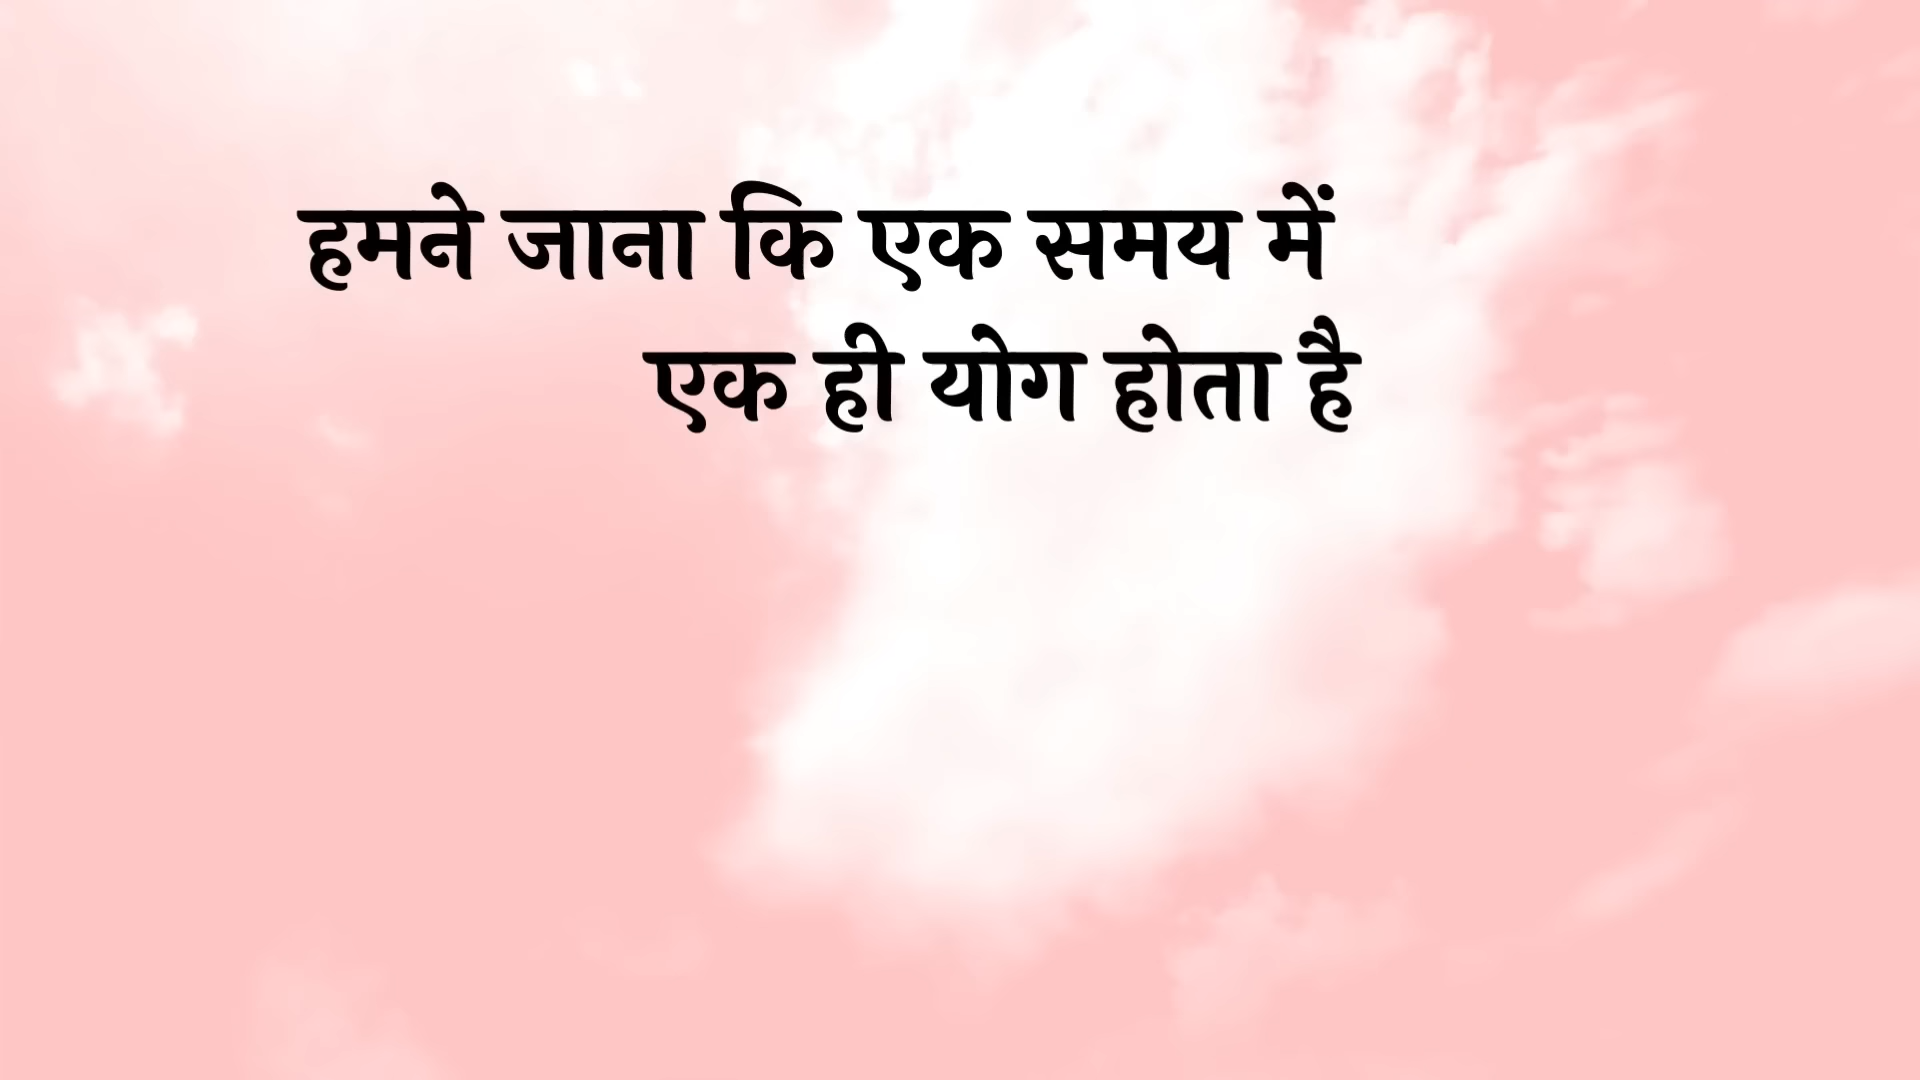 हमने जाना कि एक समय में
एक ही योग होता है